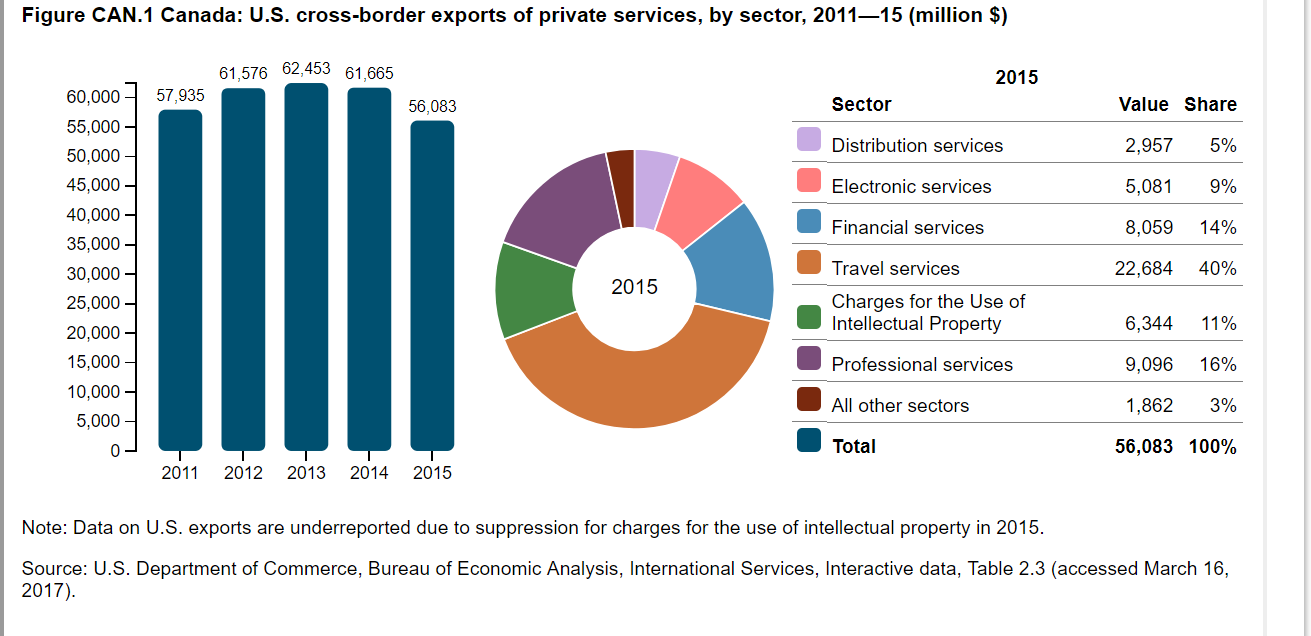 Figure CAN.1 Canada: U.S. cross-border exports of private services, by sector, 2011—15 (million $)
60,000
55,000
50,000
45,000
40,000
35,000
30,000
25,000
20,000
15,000
10,000
5,000
0
57,935
61,576
62,453
61,665
56,083
2011 2012 2013 2014 2015
2015
2015
Sector Value Share
Distribution services 2,957 5%
Electronic services 5,081 9%
Financial services 8,059 14%
Travel services 22,684 40%
Charges for the Use of
Intellectual Property 6,344 11%
Professional services 9,096 16%
All other sectors 1,862 3%
Total 56,083 100%
Note: Data on U.S. exports are underreported due to suppression for charges for the use of intellectual property in 2015.
Source: U.S. Department of Commerce, Bureau of Economic Analysis, International Services, Interactive data, Table 2.3 (accessed March 16,
2017).